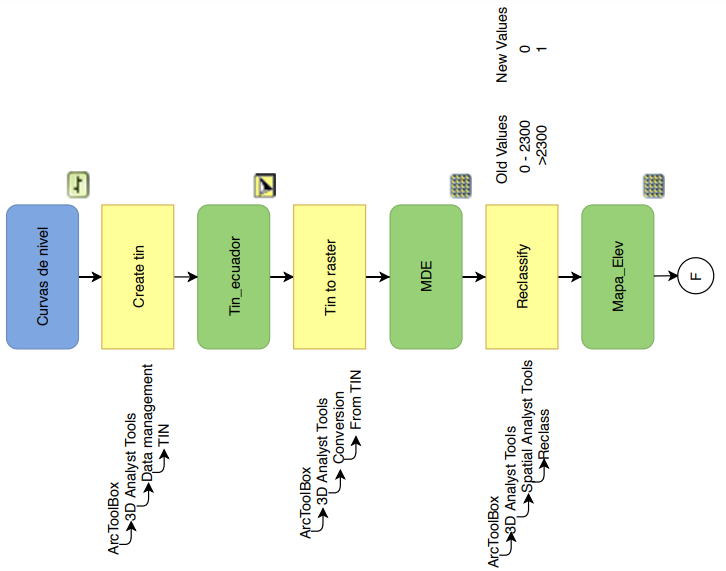 Curvas de nivel
Create tin
Tin_ecuador
Tin to raster
MDE
Reclassify
Mapa_Elev
F
ArcToolBox
3D Analyst Tools
Data management
TIN
ArcToolBox
3D Analyst Tools
Conversion
From TIN
ArcToolBox
3D Analyst Tools
Spatial Analyst Tools
Reclass
Old Values New Values
0 - 2300 0
>2300 1